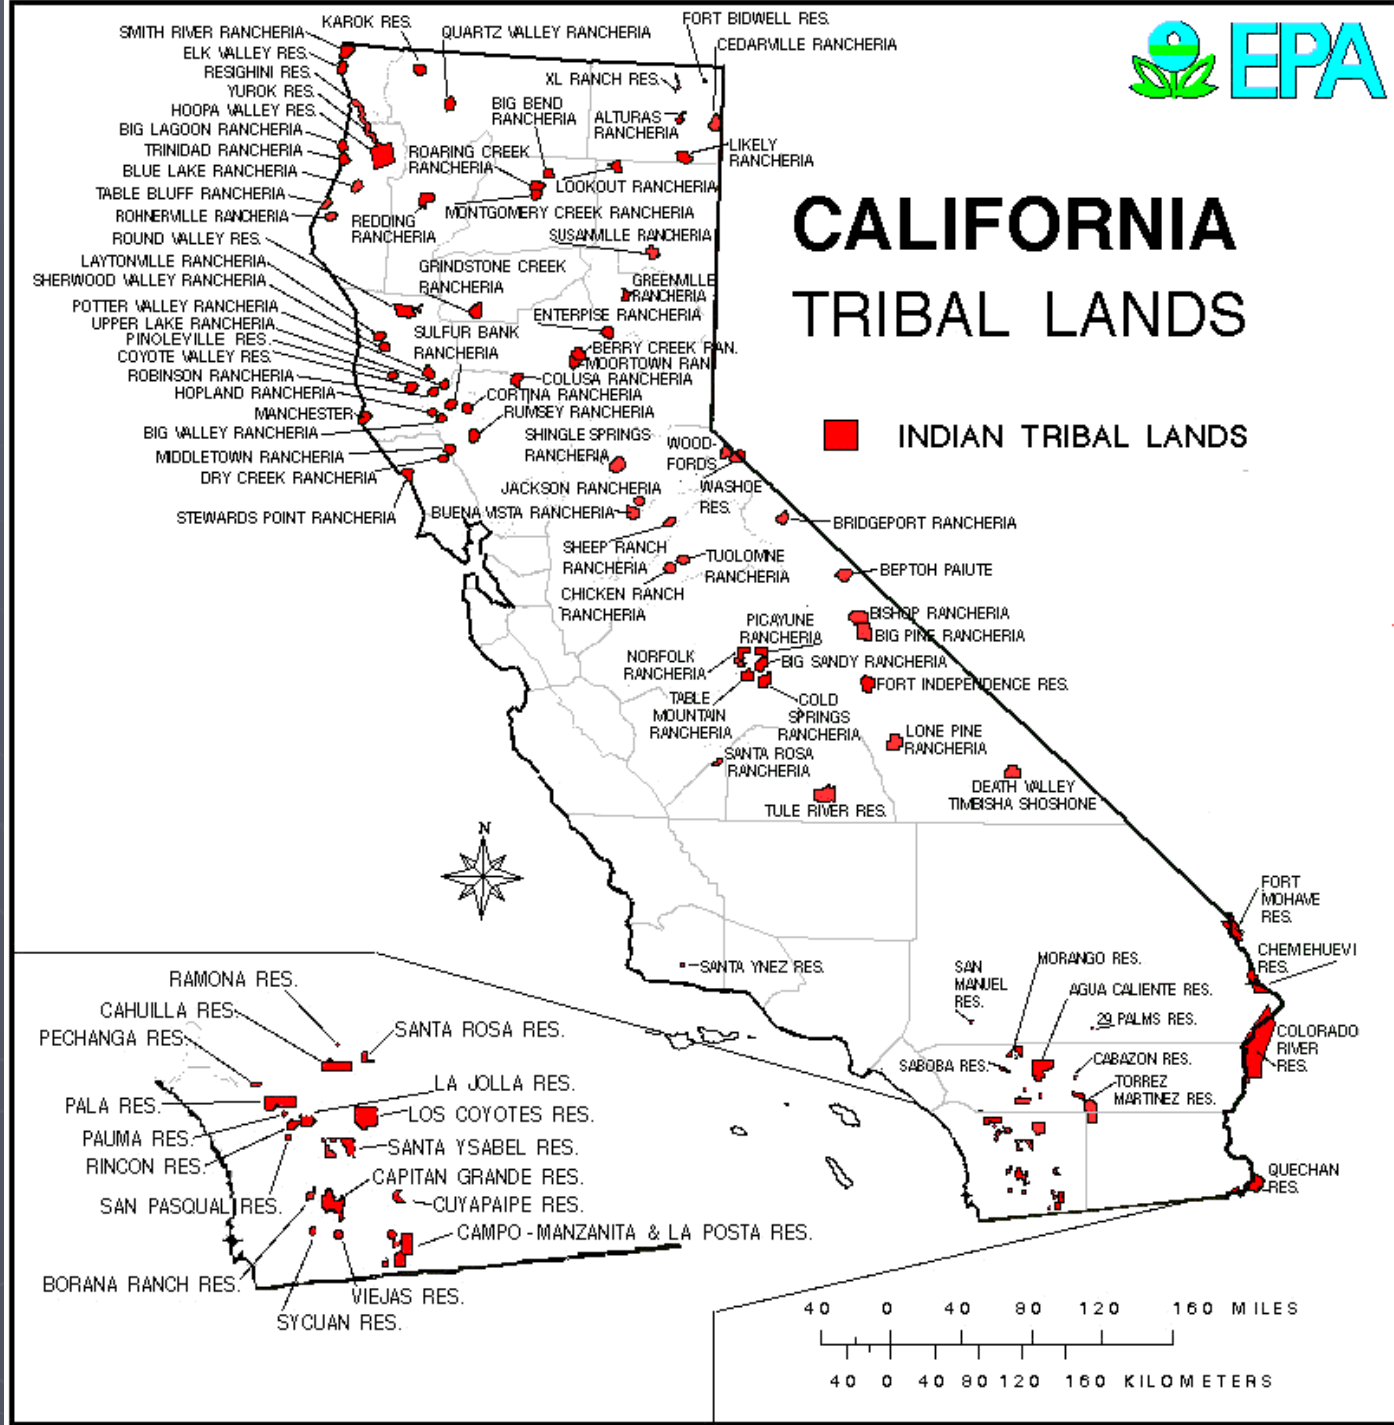 SMITH RIVER RANCHERIA
KAROK RES.
FORT BIDWELL RES.
QUARTZ VALLEY RANCHERIA
CEDARVILLE RANCHERIA
EPA
ELK VALLEY RES.
RESIGHINI RES.
XL RANCH RES.
YUROK RES.
HOOPA VALLEY RES.
BIG BEND
RANCHERIA
ALTURAS
RANCHERIA
BIG LAGOON RANCHERIA
TRINIDAD RANCHERIA
ROARING CREEK
RANCHERIA
LIKELY
RANCHERIA
BLUE LAKE RANCHERIA
LOOKOUT RANCHERIA
TABLE BLUFF RANCHERIA
ROHNERVILLE RANCHERIA
REDDING
RANCHERIA
MONTGOMERY CREEK RANCHERIA
CALIFORNIA
TRIBAL LANDS
ROUND VALLEY RES.
SUSANVILLE RANCHERIA
LAYTONVILLE RANCHERIA
SHERWOOD VALLEY RANCHERIA
GRINDSTONE CREEK
RANCHERIA
GREENVILLE
RANCHERIA
POTTER VALLEY RANCHERIA
UPPER LAKE RANCHERIA
ENTERPISE RANCHERIA
PINOLEVILLE RES.
SULFUR BANK
RANCHERIA
COYOTE VALLEY RES.
BERRY CREEK RAN.
MOORTOWN RAN
ROBINSON RANCHERIA
COLUSA RANCHERIA
HOPLAND RANCHERIA
CORTINA RANCHERIA
MANCHESTER
RUMSEY RANCHERIA
BIG VALLEY RANCHERIA
SHINGLE SPRINGS
RANCHERIA
WOOD-
FORDS
INDIAN TRIBAL LANDS
MIDDLETOWN RANCHERIA
DRY CREEK RANCHERIA
JACKSON RANCHERIA
WASHOE
RES.
STEWARDS POINT RANCHERIA
BUENA VISTA RANCHERIA
BRIDGEPORT RANCHERIA
SHEEP RANCH
RANCHERIA
TUOLOMNE
RANCHERIA
BEPTOH PAIUTE
CHICKEN RANCH
RANCHERIA
PICAYUNE
RANCHERIA
BISHOP RANCHERIA
BIG PINE RANCHERIA
NORFOLK
RANCHERIA
BIG SANDY RANCHERIA
FORT INDEPENDENCE RES.
TABLE
MOUNTAIN
RANCHERIA
COLD
SPRINGS
RANCHERIA
LONE PINE
RANCHERIA
SANTA ROSA
RANCHERIA
DEATH VALLEY
TIMBISHA SHOSHONE
TULE RIVER RES.
N
FORT
MOHAVE
RES.
CHEMEHUEVI
RES.
SANTA YNEZ RES.
SAN
MANUEL
RES.
MORANGO RES.
AGUA CALIENTE RES.
29 PALMS RES.
COLORADO
RIVER
RES.
SABOBA RES.
CABAZON RES.
TORREZ
MARTINEZ RES.
QUECHAN
RES.
RAMONA RES.
CAHUILLA RES.
SANTA ROSA RES.
PECHANGA RES
LA JOLLA RES.
PALA RES.
LOS COYOTES RES.
PAUMA RES.
SANTA YSABEL RES.
RINCON RES.
CAPITAN GRANDE RES.
SAN PASQUAL RES.
CUYAPAIPE RES.
CAMPO - MANZANITA & LA POSTA RES.
BORANA RANCH RES.
VIEJAS RES.
SYCUAN RES.
40 0 40 80 120 160 MILES
40 0 40 80 120 160 KILOMETERS